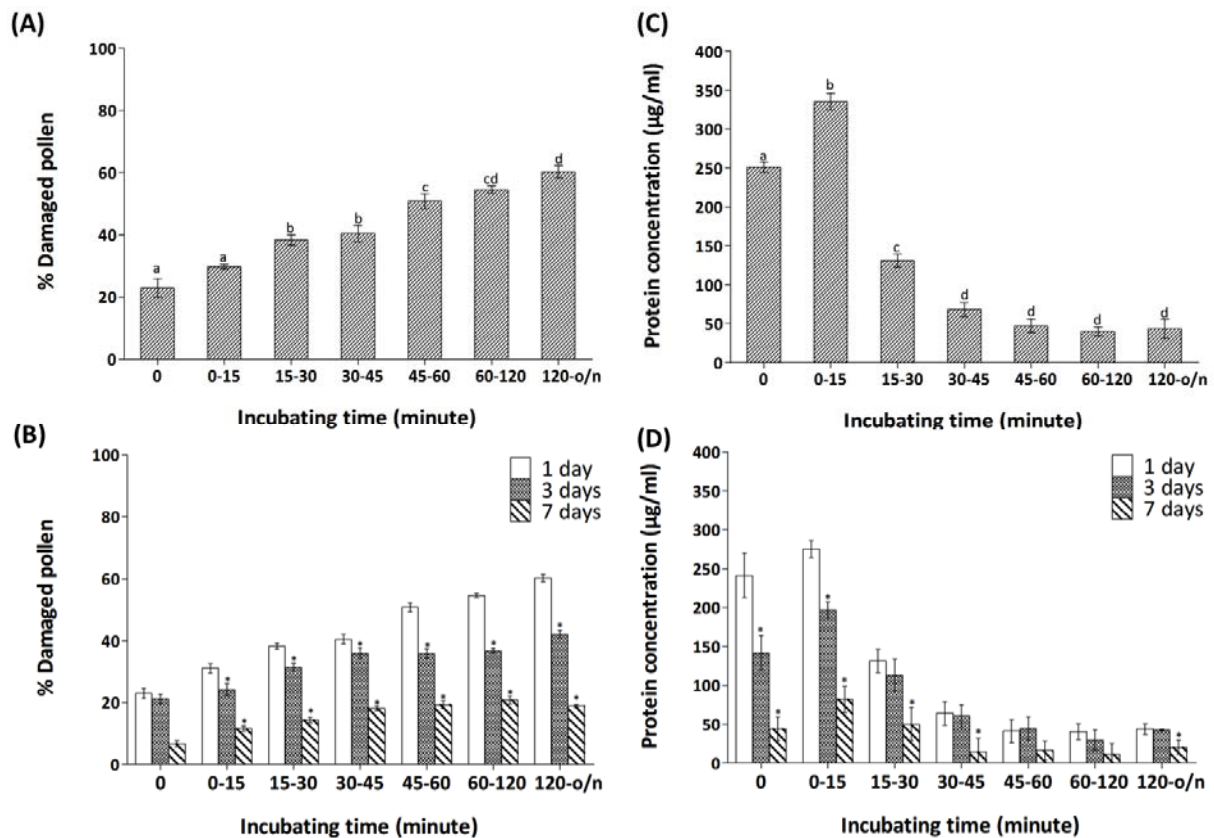 (A)
% Damaged pollen
100
80
60
40
20
0
a
a
b
b
c
cd
d
0 0-15 15-30 30-45 45-60 60-120 120-o/n
Incubating time (minute)
(C)
Protein concentration (µg/ml)
400
350
300
250
200
150
100
50
0
a
b
c
d
d
d
d
0 0-15 15-30 30-45 45-60 60-120 120-o/n
Incubating time (minute)
(B)
% Damaged pollen
100
80
60
40
20
0
1 day
3 days
7 days
* * * * * * * * * * * *
0 0-15 15-30 30-45 45-60 60-120 120-o/n
Incubating time (minute)
(D)
Protein concentration (µg/ml)
400
350
300
250
200
150
100
50
0
1 day
3 days
7 days
* * * * * * *
0 0-15 15-30 30-45 45-60 60-120 120-o/n
Incubating time (minute)